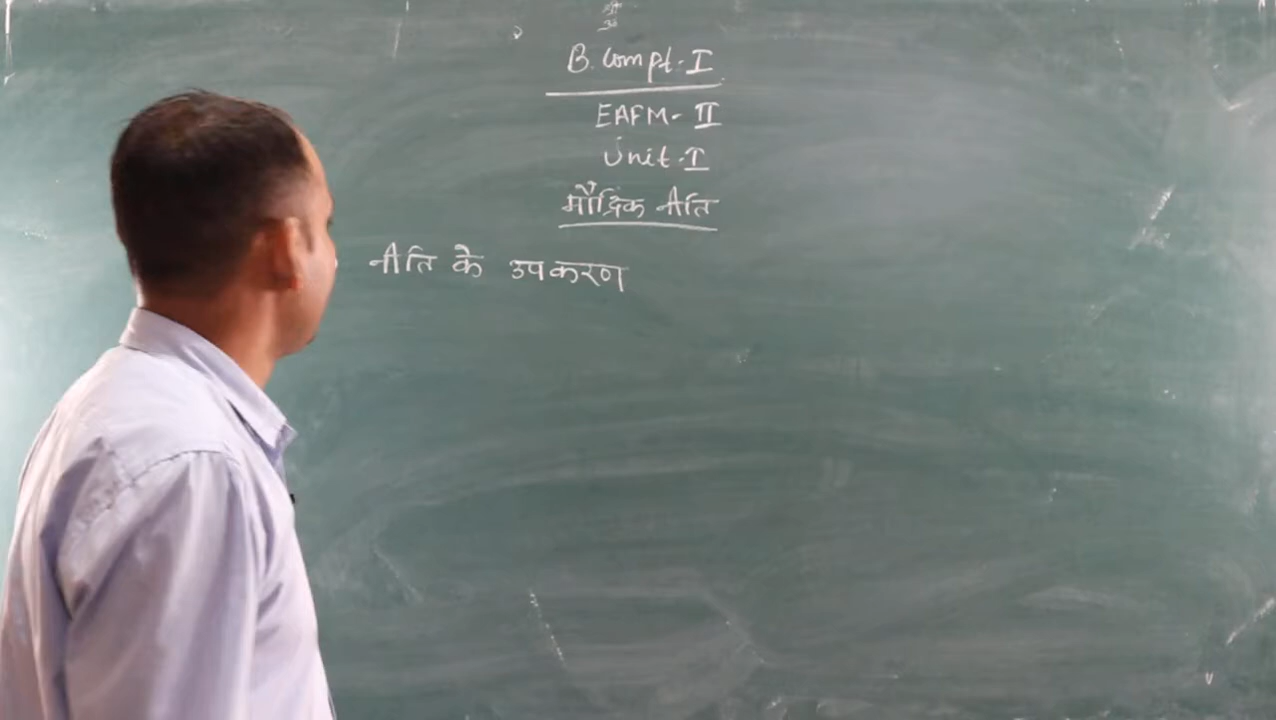 B. Com pt. I
EAFM - II
Unit - I
मौद्रिक नीति
नीति के उपकरण